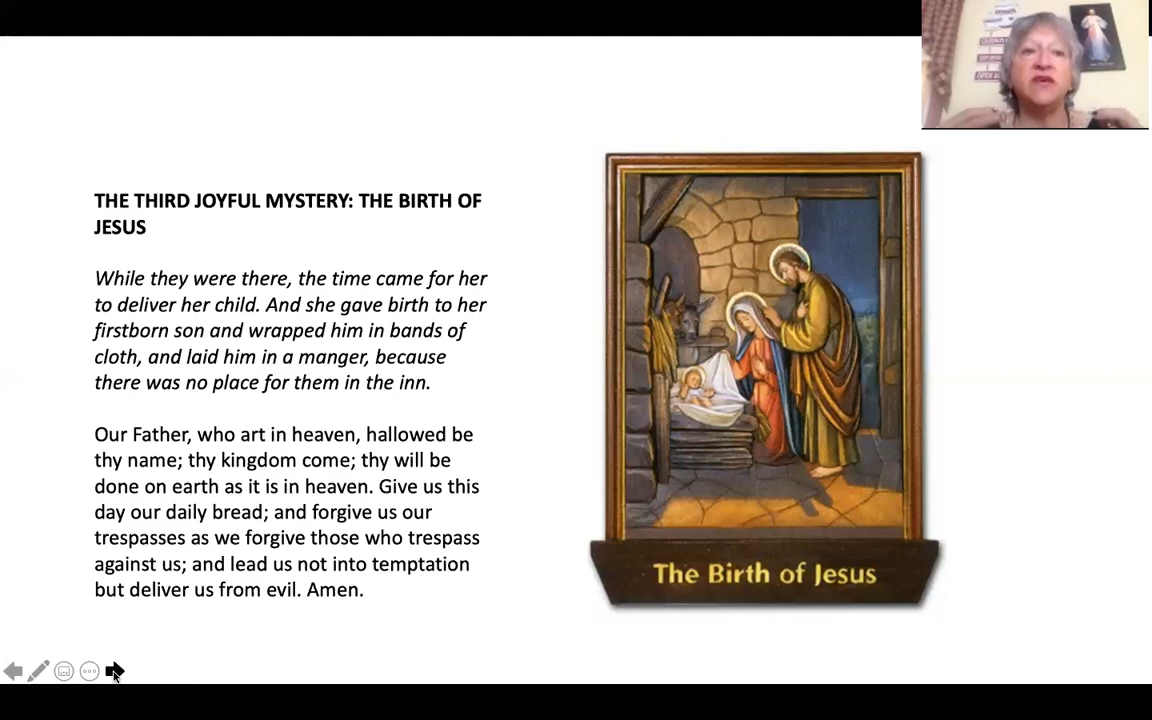 THE THIRD JOYFUL MYSTERY: THE BIRTH OF
JESUS
While they were there, the time came for her
to deliver her child. And she gave birth to her
firstborn son and wrapped him in bands of
cloth, and laid him in a manger, because
there was no place for them in the inn.
Our Father, who art in heaven, hallowed be
thy name; thy kingdom come; thy will be
done on earth as it is in heaven. Give us this
day our daily bread; and forgive us our
trespasses as we forgive those who trespass
against us; and lead us not into temptation
but deliver us from evil. Amen.
The Birth of Jesus